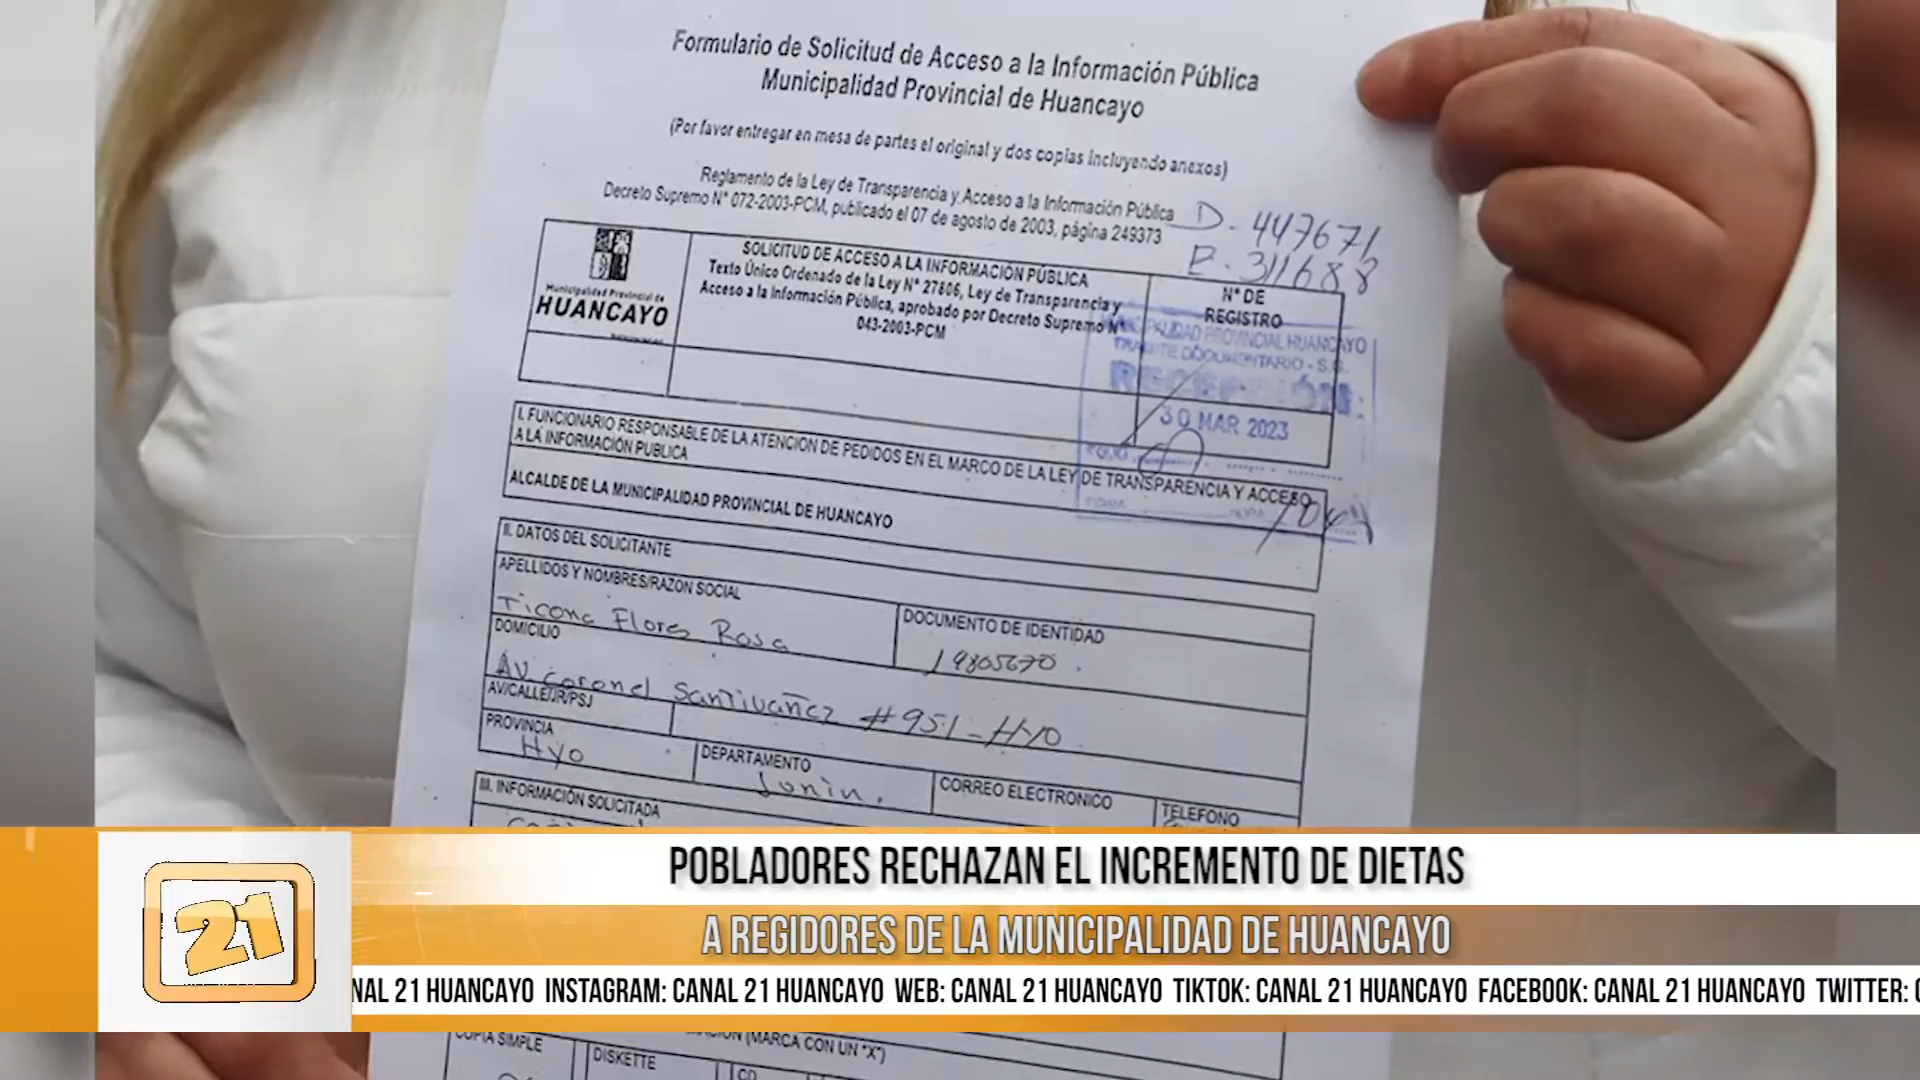 Formulario de Solicitud de Acceso a la Información Pública
Municipalidad Provincial de Huancayo
(Por favor entregar en mesa de partes el original y dos copias incluyendo anexos)
Reglamento de la Ley de Transparencia y Acceso a la Información Pública
Decreto Supremo N° 072-2003-PCM, publicado el 07 de agosto de 2003, página 249373
D. 447671
E. 311688
Municipalidad Provincial de
HUANCAYO
SOLICITUD DE ACCESO A LA INFORMACIÓN PÚBLICA
Texto Único Ordenado de la Ley N° 27806, Ley de Transparencia y
Acceso a la Información Pública, aprobado por Decreto Supremo N°
043-2003-PCM
N° DE
REGISTRO
MUNICIPALIDAD PROVINCIAL HUANCAYO
TRAMITE DOCUMENTARIO - S.G.
RECEPCIÓN
30 MAR 2023
I. FUNCIONARIO RESPONSABLE DE LA ATENCION DE PEDIDOS EN EL MARCO DE LA LEY DE TRANSPARENCIA Y ACCESO
A LA INFORMACIÓN PUBLICA
ALCALDE DE LA MUNICIPALIDAD PROVINCIAL DE HUANCAYO
II. DATOS DEL SOLICITANTE
APELLIDOS Y NOMBRES/RAZON SOCIAL
Ticona Flores Rosa
DOCUMENTO DE IDENTIDAD
19805670
DOMICILIO
AV. coronel Santivañez #951-HYO
AV/CALLE/JR/PSJ
PROVINCIA
Hyo
DEPARTAMENTO
Junin.
CORREO ELECTRONICO
TELEFONO
III. INFORMACIÓN SOLICITADA
POBLADORES RECHAZAN EL INCREMENTO DE DIETAS
A REGIDORES DE LA MUNICIPALIDAD DE HUANCAYO
21
NAL 21 HUANCAYO INSTAGRAM: CANAL 21 HUANCAYO WEB: CANAL 21 HUANCAYO TIKTOK: CANAL 21 HUANCAYO FACEBOOK: CANAL 21 HUANCAYO TWITTER:
(MARCA CON UN "X")
COPIA SIMPLE
DISKETTE
CD